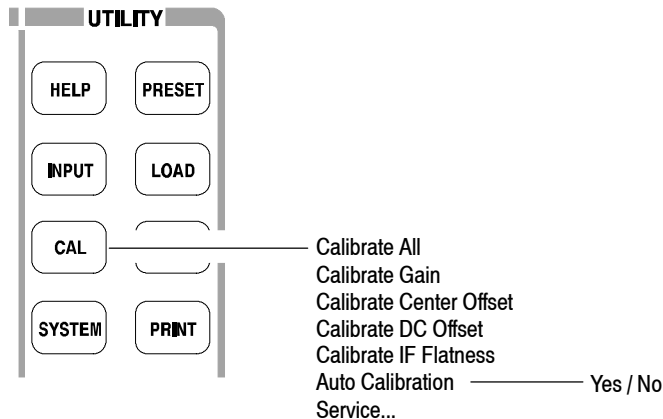 UTILITY
HELP PRESET
INPUT LOAD
CAL
SYSTEM PRINT
Calibrate All
Calibrate Gain
Calibrate Center Offset
Calibrate DC Offset
Calibrate IF Flatness
Auto Calibration Yes / No
Service...